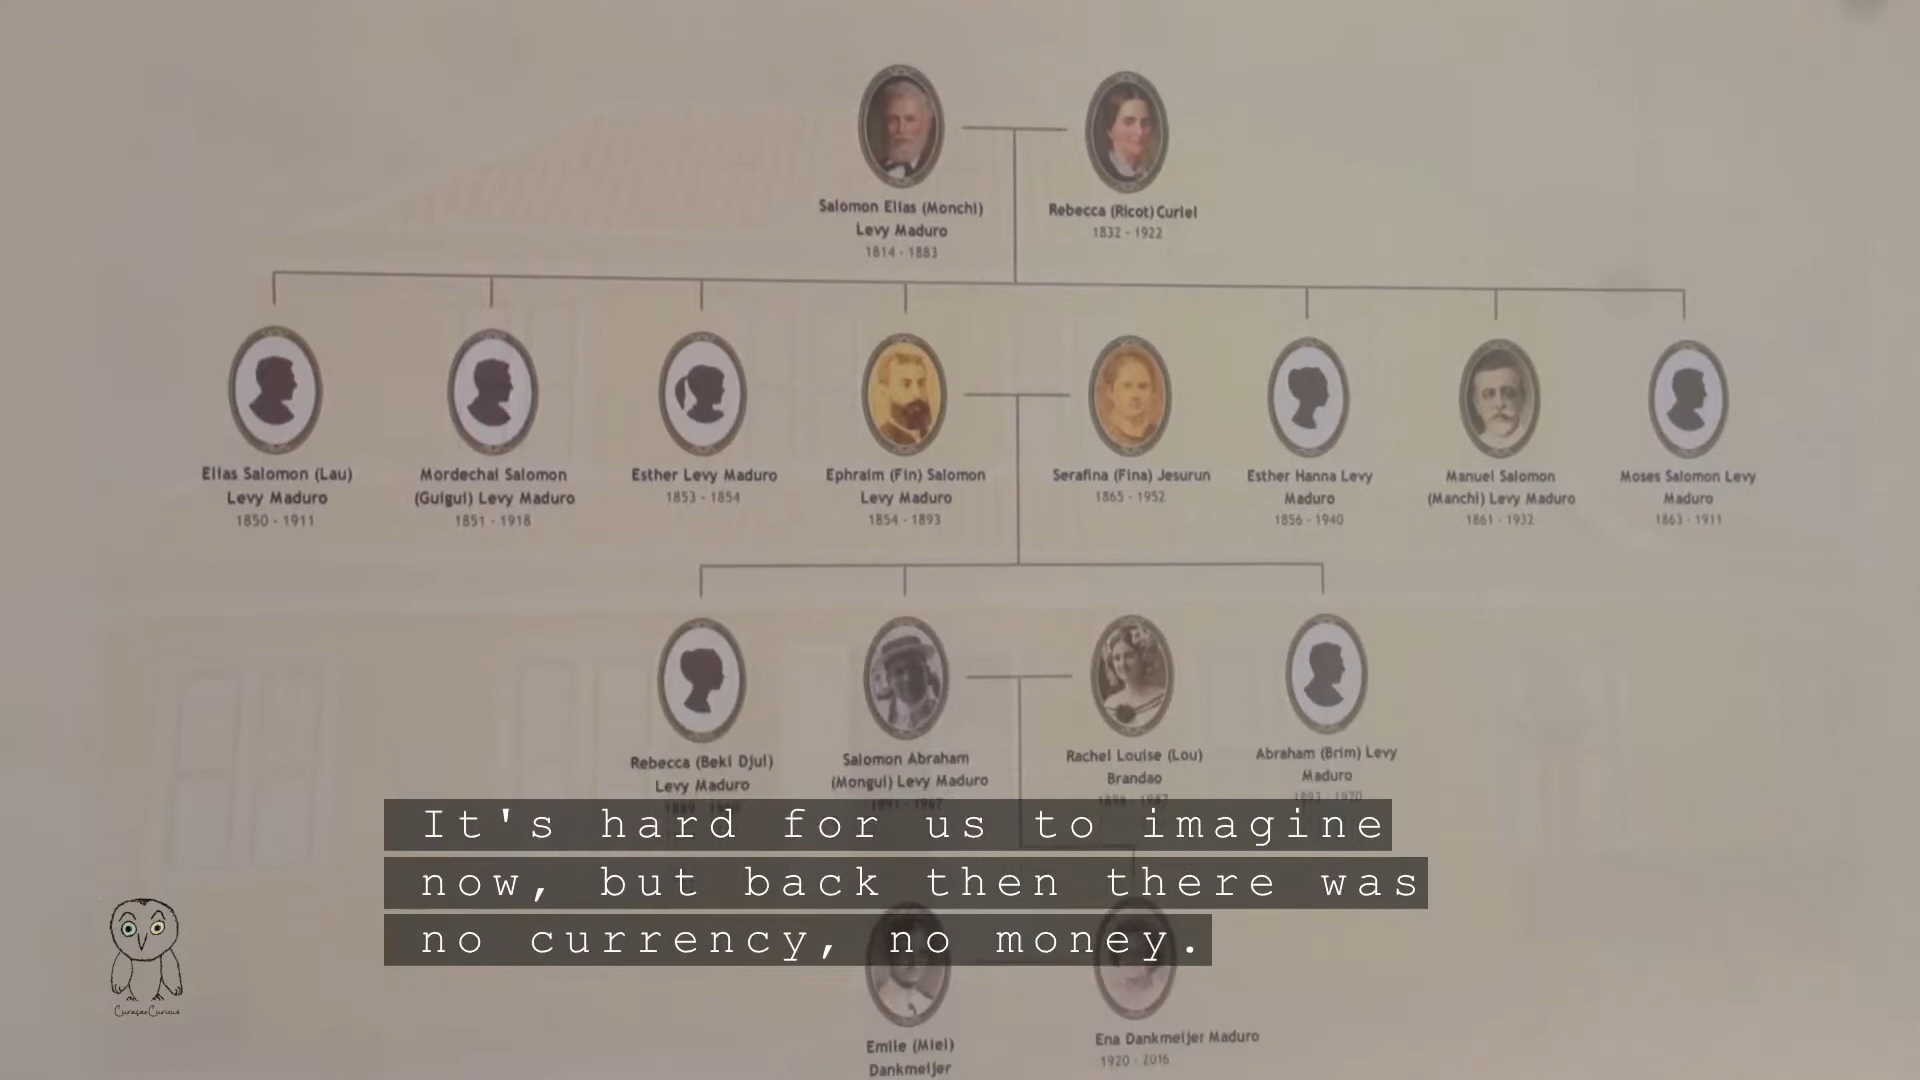 Salomon Elias (Monchi)
Levy Maduro
1814 - 1883
Rebecca (Ricot) Curiel
1832 - 1922
Elias Salomon (Lau)
Levy Maduro
1850 - 1911
Mordechai Salomon
(Guigui) Levy Maduro
1851 - 1918
Esther Levy Maduro
1853 - 1854
Ephraim (Fin) Salomon
Levy Maduro
1854 - 1893
Serafina (Fina) Jesurun
1865 - 1952
Esther Hanna Levy
Maduro
1856 - 1940
Manuel Salomon
(Manchi) Levy Maduro
1861 - 1932
Moses Salomon Levy
Maduro
1863 - 1911
Rebecca (Beki Djul)
Levy Maduro
Salomon Abraham
(Mongui) Levy Maduro
1891 - 1967
Rachel Louise (Lou)
Brandao
Abraham (Brim) Levy
Maduro
It's hard for us to imagine
now, but back then there was
no currency, no money.
Emile (Miel)
Dankmeijer
Ena Dankmeijer Maduro
1920 - 2016
CuraçaoCurious